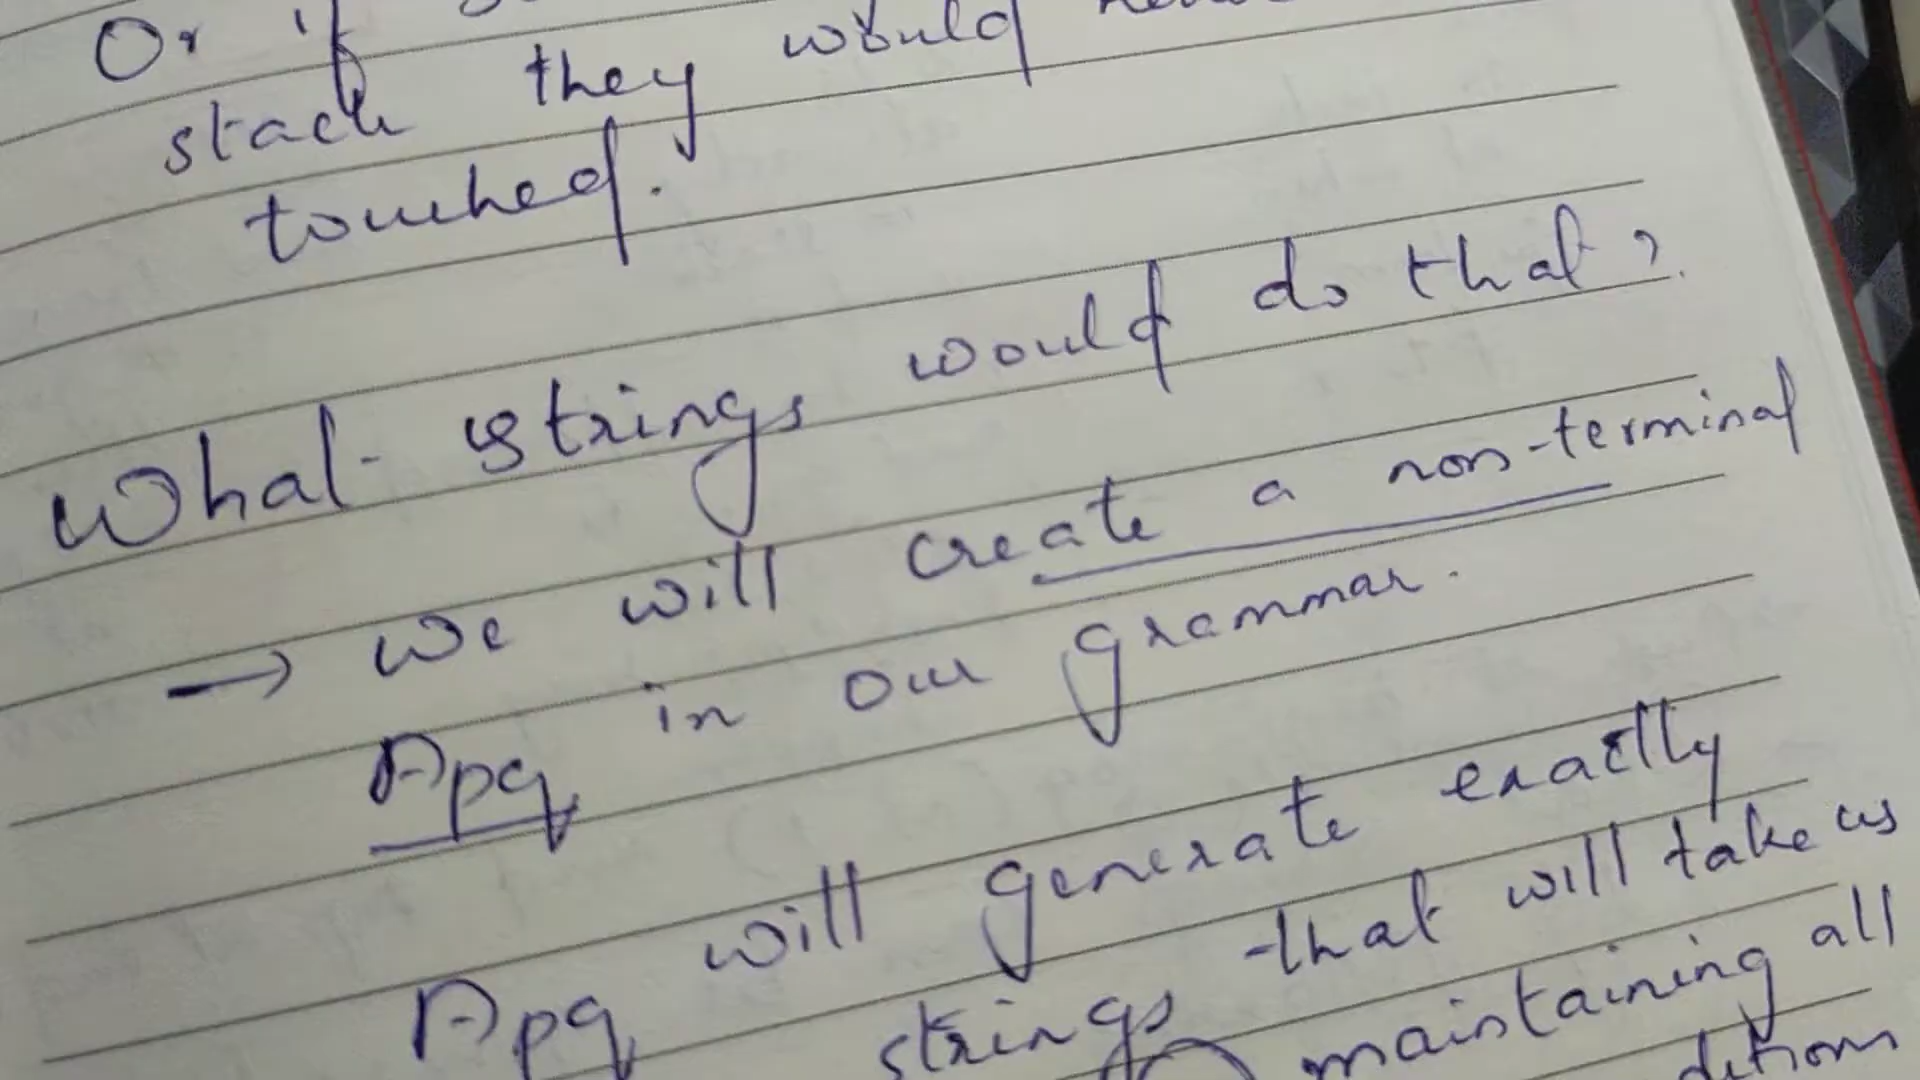 Or if
stack they would
touched.
What strings would do that?
→ We will create a non-terminal
Apq in our grammar.
Apq will generate exactly
strings that will take us
maintaining all